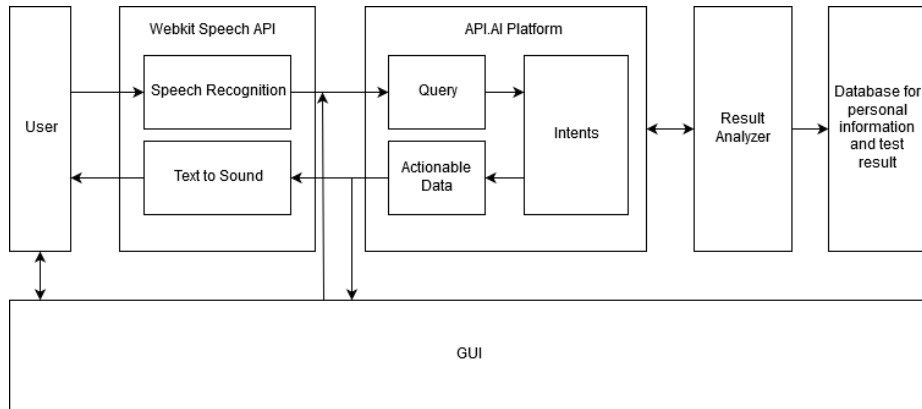 Webkit Speech API
API.AI Platform
User
Speech Recognition
Query
Intents
Result
Analyzer
Database for
personal
information
and test
result
Text to Sound
Actionable
Data
GUI